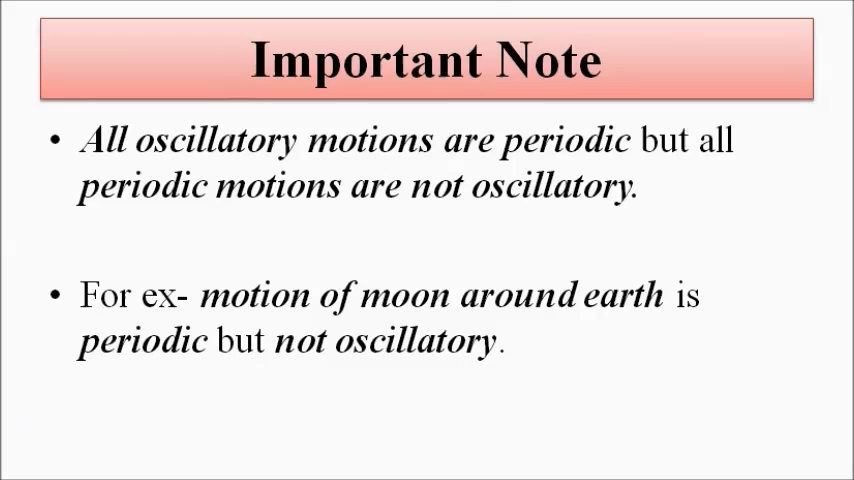 Important Note
• All oscillatory motions are periodic but all
periodic motions are not oscillatory.
• For ex- motion of moon around earth is
periodic but not oscillatory.